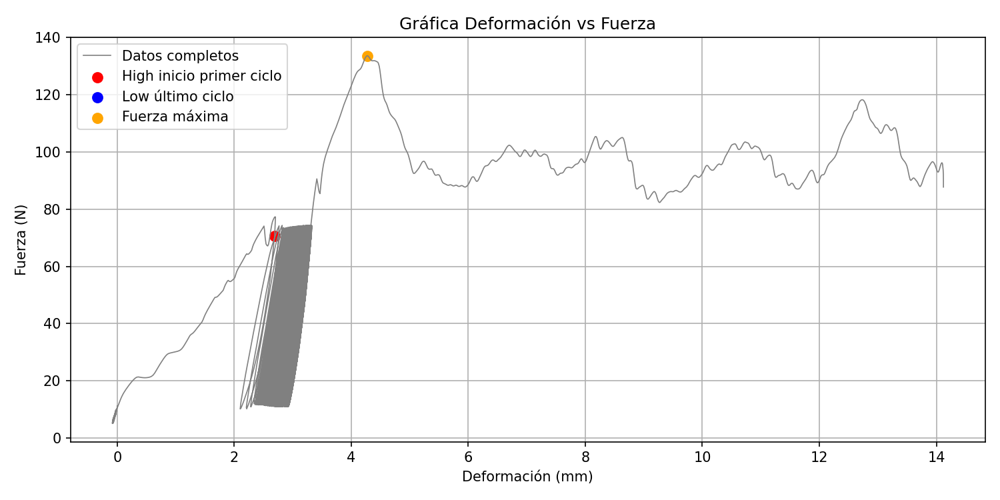 Gráfica Deformación vs Fuerza
Datos completos
High inicio primer ciclo
Low último ciclo
Fuerza máxima
Fuerza (N)
140
120
100
80
60
40
20
0
0 2 4 6 8 10 12 14
Deformación (mm)